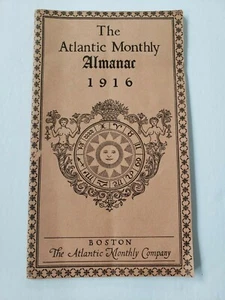 The
Atlantic Monthly
Almanac
1916
BOSTON
The Atlantic Monthly Company